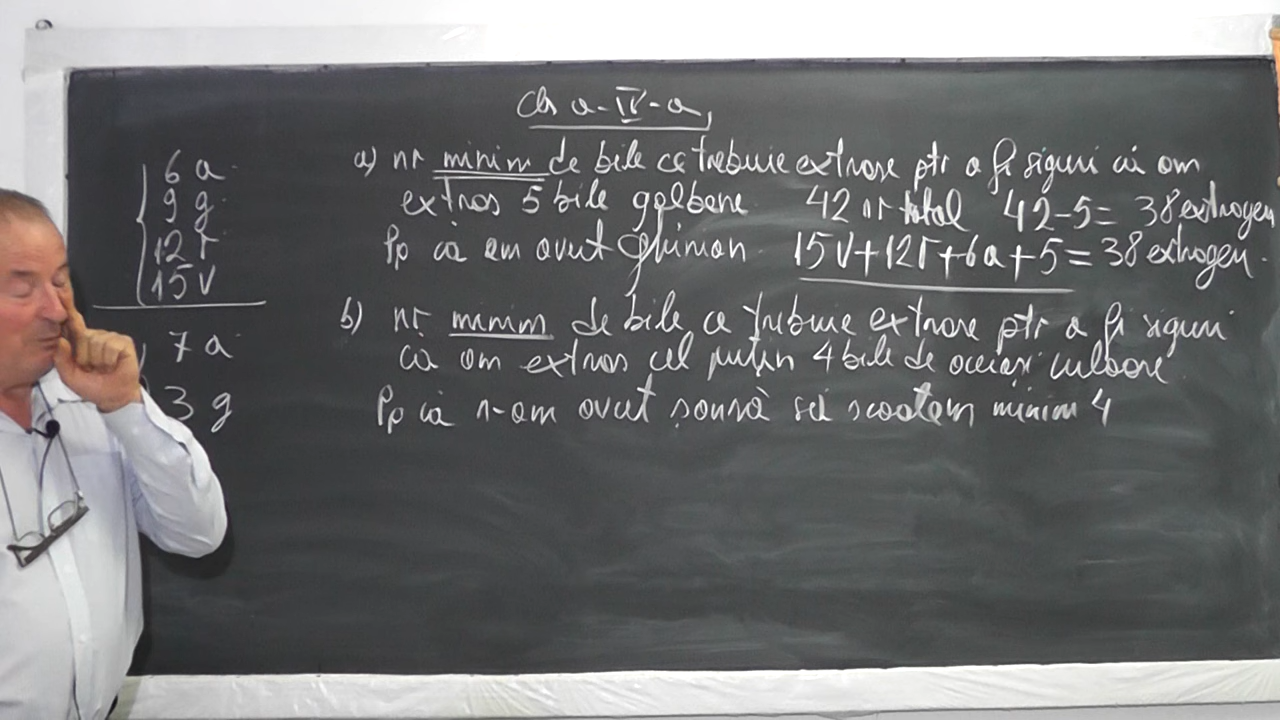 cls a-IV-a,
6 a
9 g
12 r
15 V
7 a
3 g
a) nr minim de bile ce trebuie extrase ptr a fi siguri că am
extras 5 bile galbene 42 nr total 42-5= 38 extrageri
Pp că am avut ghinion. 15V+12r+6a+5=38 extrageri.
b) nr minim de bile, ce trebuie extrase ptr a fi siguri
că am extras cel puțin 4 bile de aceeași culoare
Pp că n-am avut șansă să scoatem minim 4